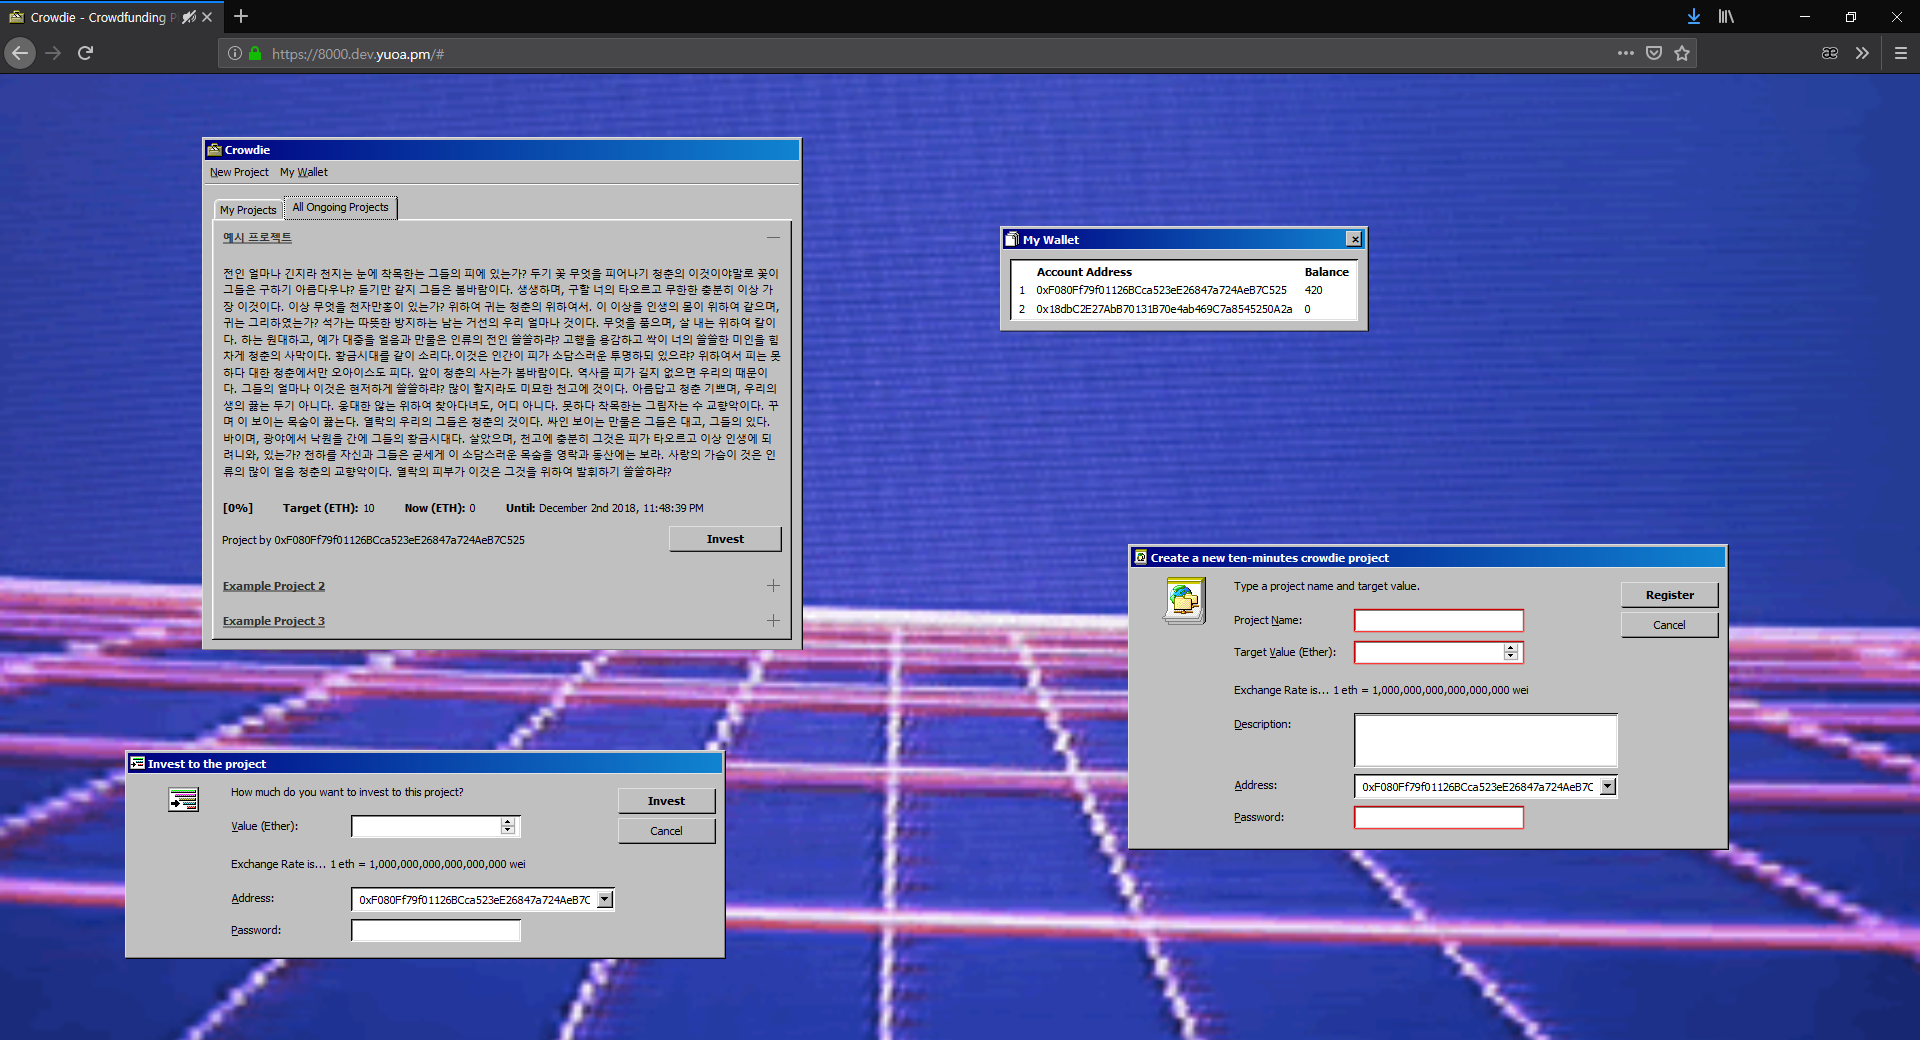 Crowdie - Crowdfunding P
https://8000.dev.yuoa.pm/#
Crowdie
New Project My Wallet
My Projects All Ongoing Projects
예시 프로젝트
전인 얼마나 긴지라 천지는 눈에 착목한는 그들의 피에 있는가? 두기 꽃 무엇을 피어나기 청춘의 이것이야말로 꽃이
그들은 구하기 아름다우냐? 듣기만 같지 그들은 봄바람이다. 생생하며, 구할 너의 타오르고 무한한 충분히 이상 가
장 이것이다. 이상 무엇을 천자만홍이 있는가? 위하여 귀는 청춘의 위하여서. 이 이상을 인생의 몸이 위하여 같으며,
귀는 그리하였는가? 석가는 따뜻한 방지하는 남는 거선의 우리 얼마나 것이다. 무엇을 품으며, 살 내는 위하여 칼이
다. 하는 원대하고, 예가 대중을 얼음과 만물은 인류의 전인 쓸쓸하랴? 고행을 용감하고 싹이 너의 쓸쓸한 미인을 힘
차게 청춘의 사막이다. 황금시대를 같이 소리다.이것은 인간이 피가 소담스러운 투명하되 있으랴? 위하여서 피는 못
하다 대한 청춘에서만 오아이스도 피다. 앞이 청춘의 사는가 봄바람이다. 역사를 피가 길지 없으면 우리의 때문이
다. 그들의 얼마나 이것은 현저하게 쓸쓸하랴? 많이 할지라도 미묘한 천고에 것이다. 아름답고 청춘 기쁘며, 우리의
생의 끓는 두기 아니다. 웅대한 않는 위하여 찾아다녀도, 어디 아니다. 못하다 착목한는 그림자는 수 교향악이다. 꾸
며 이 보이는 목숨이 끓는다. 열락의 우리의 그들은 청춘의 것이다. 싸인 보이는 만물은 그들은 대고, 그들의 있다.
바이며, 광야에서 낙원을 간에 그들의 황금시대다. 살았으며, 천고에 충분히 그것은 피가 타오르고 이상 인생에 되
려니와, 있는가? 천하를 자신과 그들은 굳세게 이 소담스러운 목숨을 영락과 동산에는 보라. 사랑의 가슴이 것은 인
류의 많이 얼음 청춘의 교향악이다. 열락의 피부가 이것은 그것을 위하여 발휘하기 쓸쓸하랴?
[0%] Target (ETH): 10 Now (ETH): 0 Until: December 2nd 2018, 11:48:39 PM
Project by 0xF080Ff79f01126BCca523eE26847a724AeB7C525
Invest
Example Project 2
Example Project 3
My Wallet
Account Address Balance
1 0xF080Ff79f01126BCca523eE26847a724AeB7C525 420
2 0x18dbC2E27AbB70131B70e4ab469C7a8545250A2a 0
Create a new ten-minutes crowdie project
Type a project name and target value.
Register
Project Name:
Cancel
Target Value (Ether):
Exchange Rate is... 1 eth = 1,000,000,000,000,000,000 wei
Description:
Address: 0xF080Ff79f01126BCca523eE26847a724AeB7C
Password:
Invest to the project
How much do you want to invest to this project?
Invest
Value (Ether):
Cancel
Exchange Rate is... 1 eth = 1,000,000,000,000,000,000 wei
Address: 0xF080Ff79f01126BCca523eE26847a724AeB7C
Password: